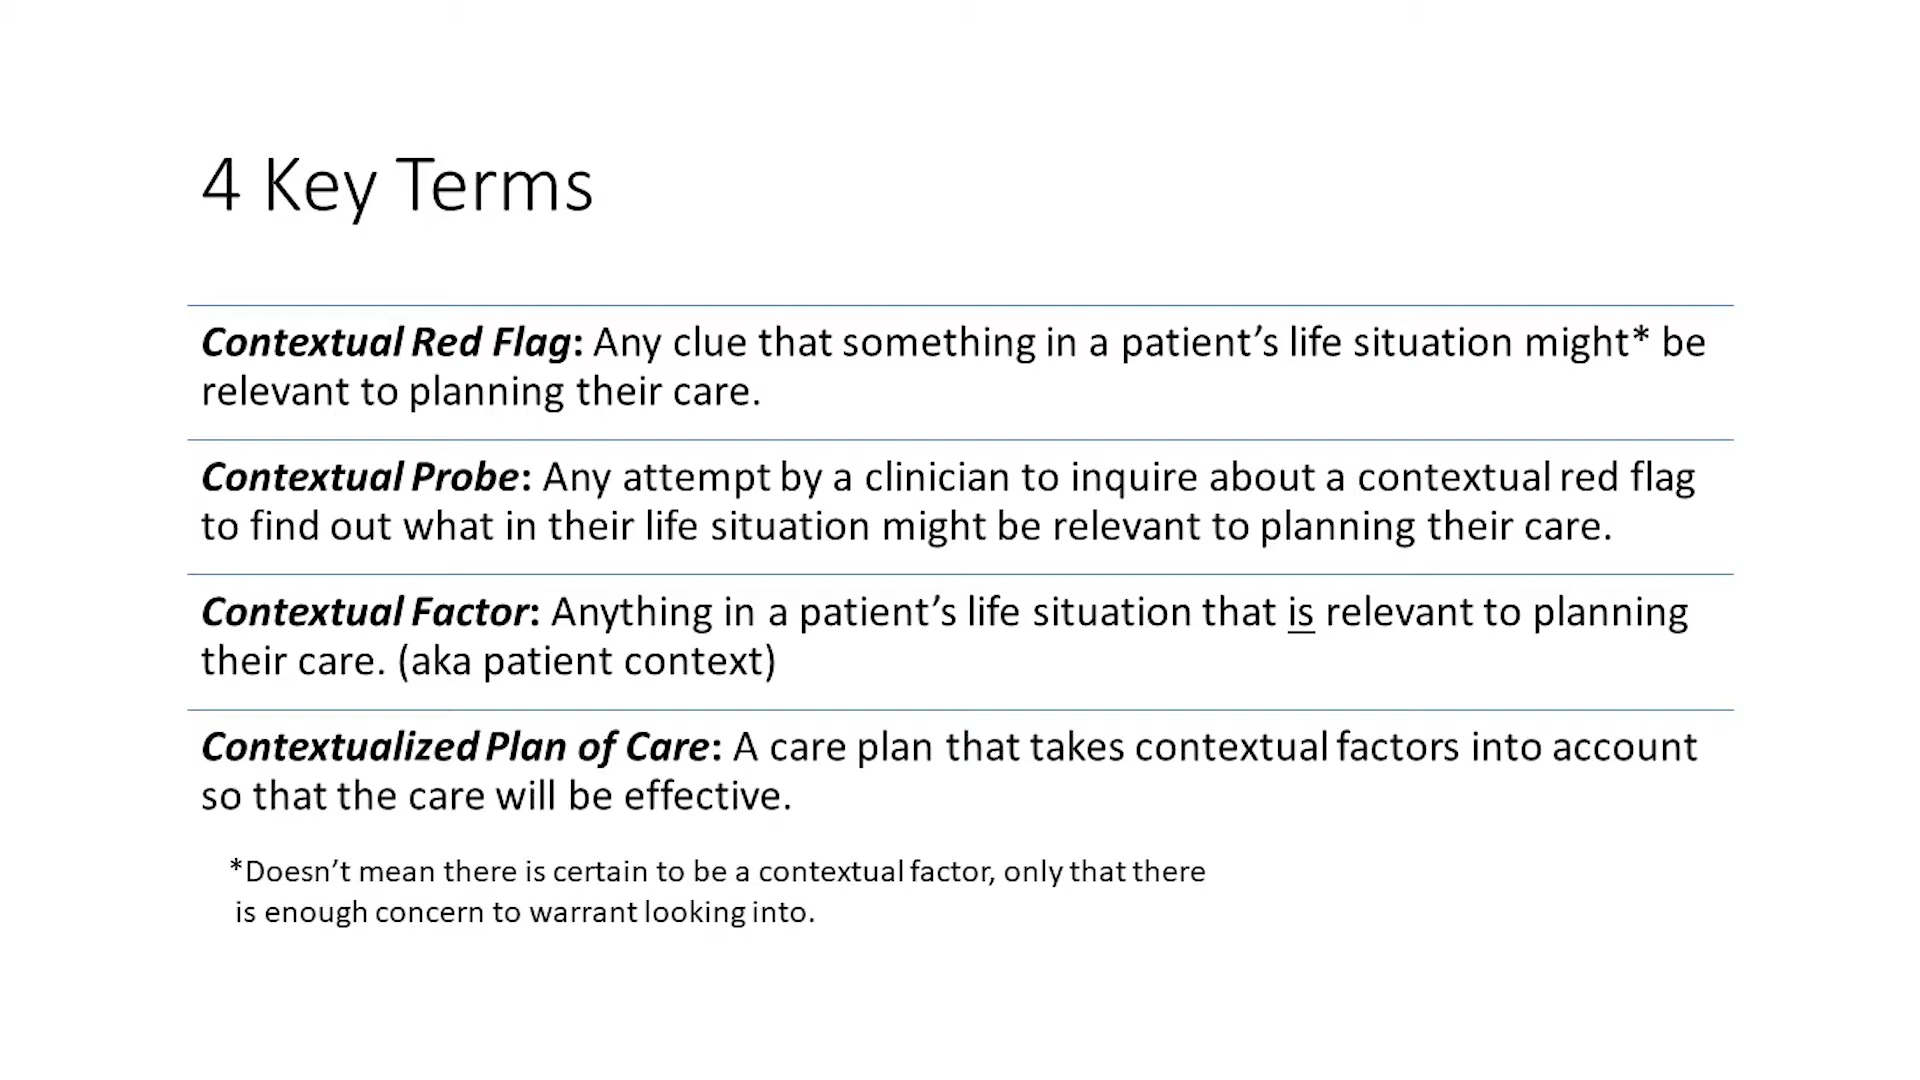 4 Key Terms
Contextual Red Flag: Any clue that something in a patient’s life situation might* be
relevant to planning their care.
Contextual Probe: Any attempt by a clinician to inquire about a contextual red flag
to find out what in their life situation might be relevant to planning their care.
Contextual Factor: Anything in a patient’s life situation that is relevant to planning
their care. (aka patient context)
Contextualized Plan of Care: A care plan that takes contextual factors into account
so that the care will be effective.
*Doesn’t mean there is certain to be a contextual factor, only that there
is enough concern to warrant looking into.